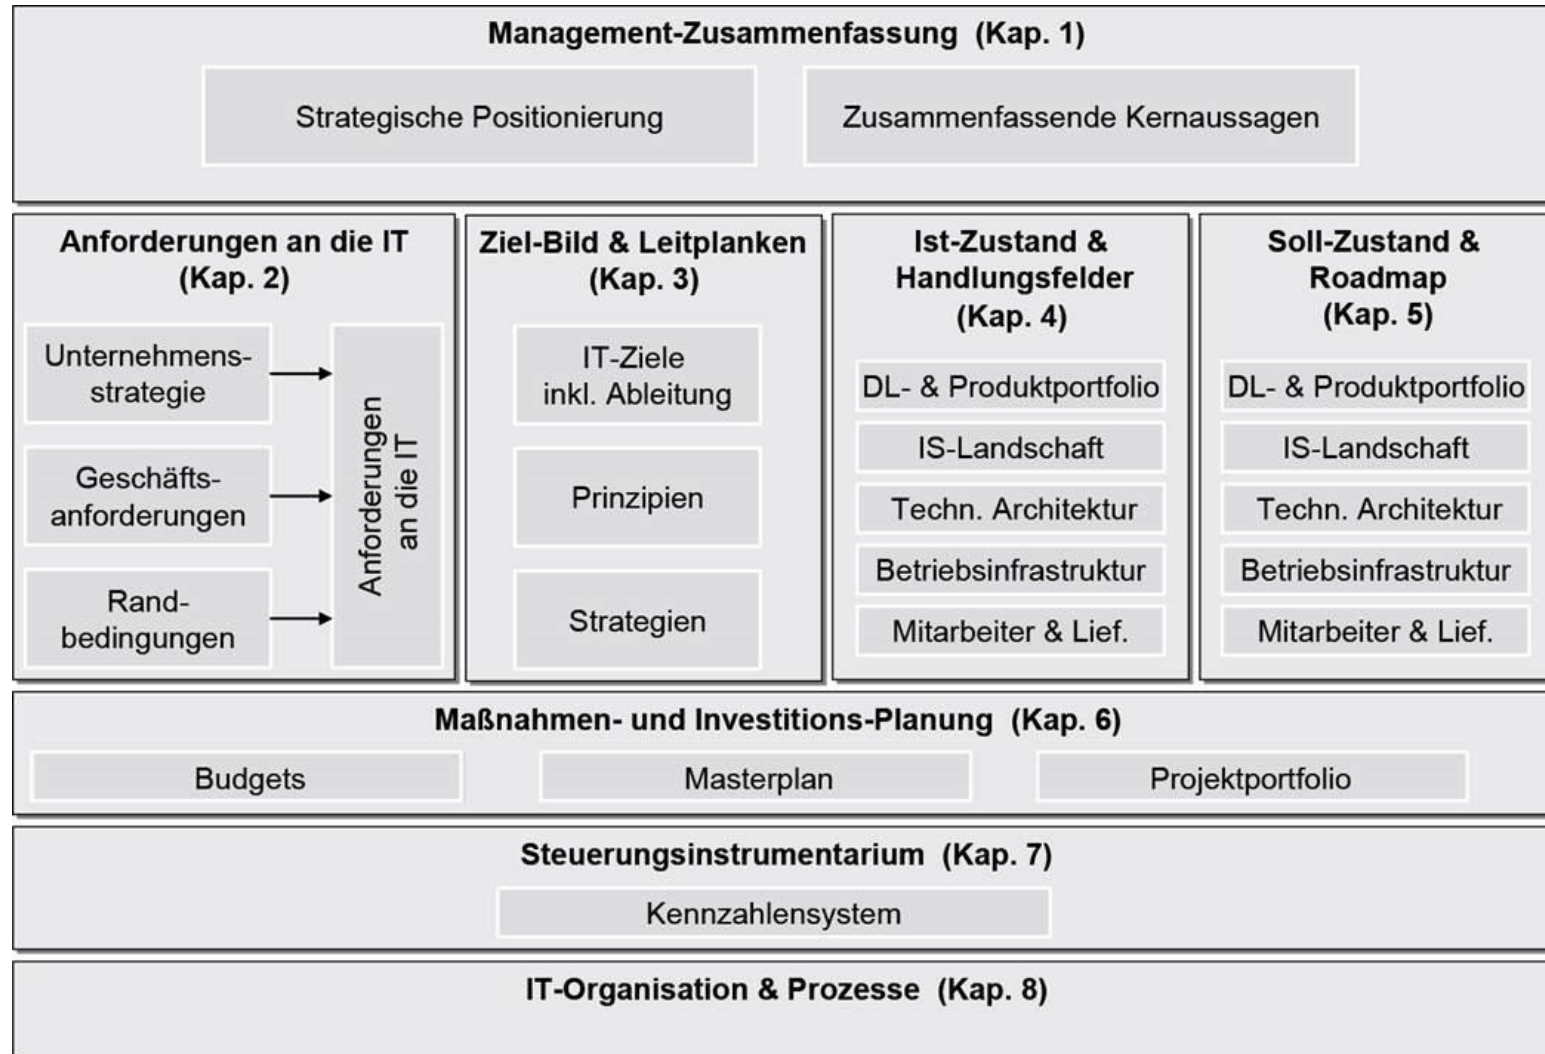 Management-Zusammenfassung (Kap. 1)
Strategische Positionierung
Zusammenfassende Kernaussagen
Anforderungen an die IT
(Kap. 2)
Unternehmens-
strategie
Geschäfts-
anforderungen
Rand-
bedingungen
Anforderungen
an die IT
Ziel-Bild & Leitplanken
(Kap. 3)
IT-Ziele
inkl. Ableitung
Prinzipien
Strategien
Ist-Zustand &
Handlungsfelder
(Kap. 4)
DL- & Produktportfolio
IS-Landschaft
Techn. Architektur
Betriebsinfrastruktur
Mitarbeiter & Lief.
Soll-Zustand &
Roadmap
(Kap. 5)
DL- & Produktportfolio
IS-Landschaft
Techn. Architektur
Betriebsinfrastruktur
Mitarbeiter & Lief.
Maßnahmen- und Investitions-Planung (Kap. 6)
Budgets
Masterplan
Projektportfolio
Steuerungsinstrumentarium (Kap. 7)
Kennzahlensystem
IT-Organisation & Prozesse (Kap. 8)